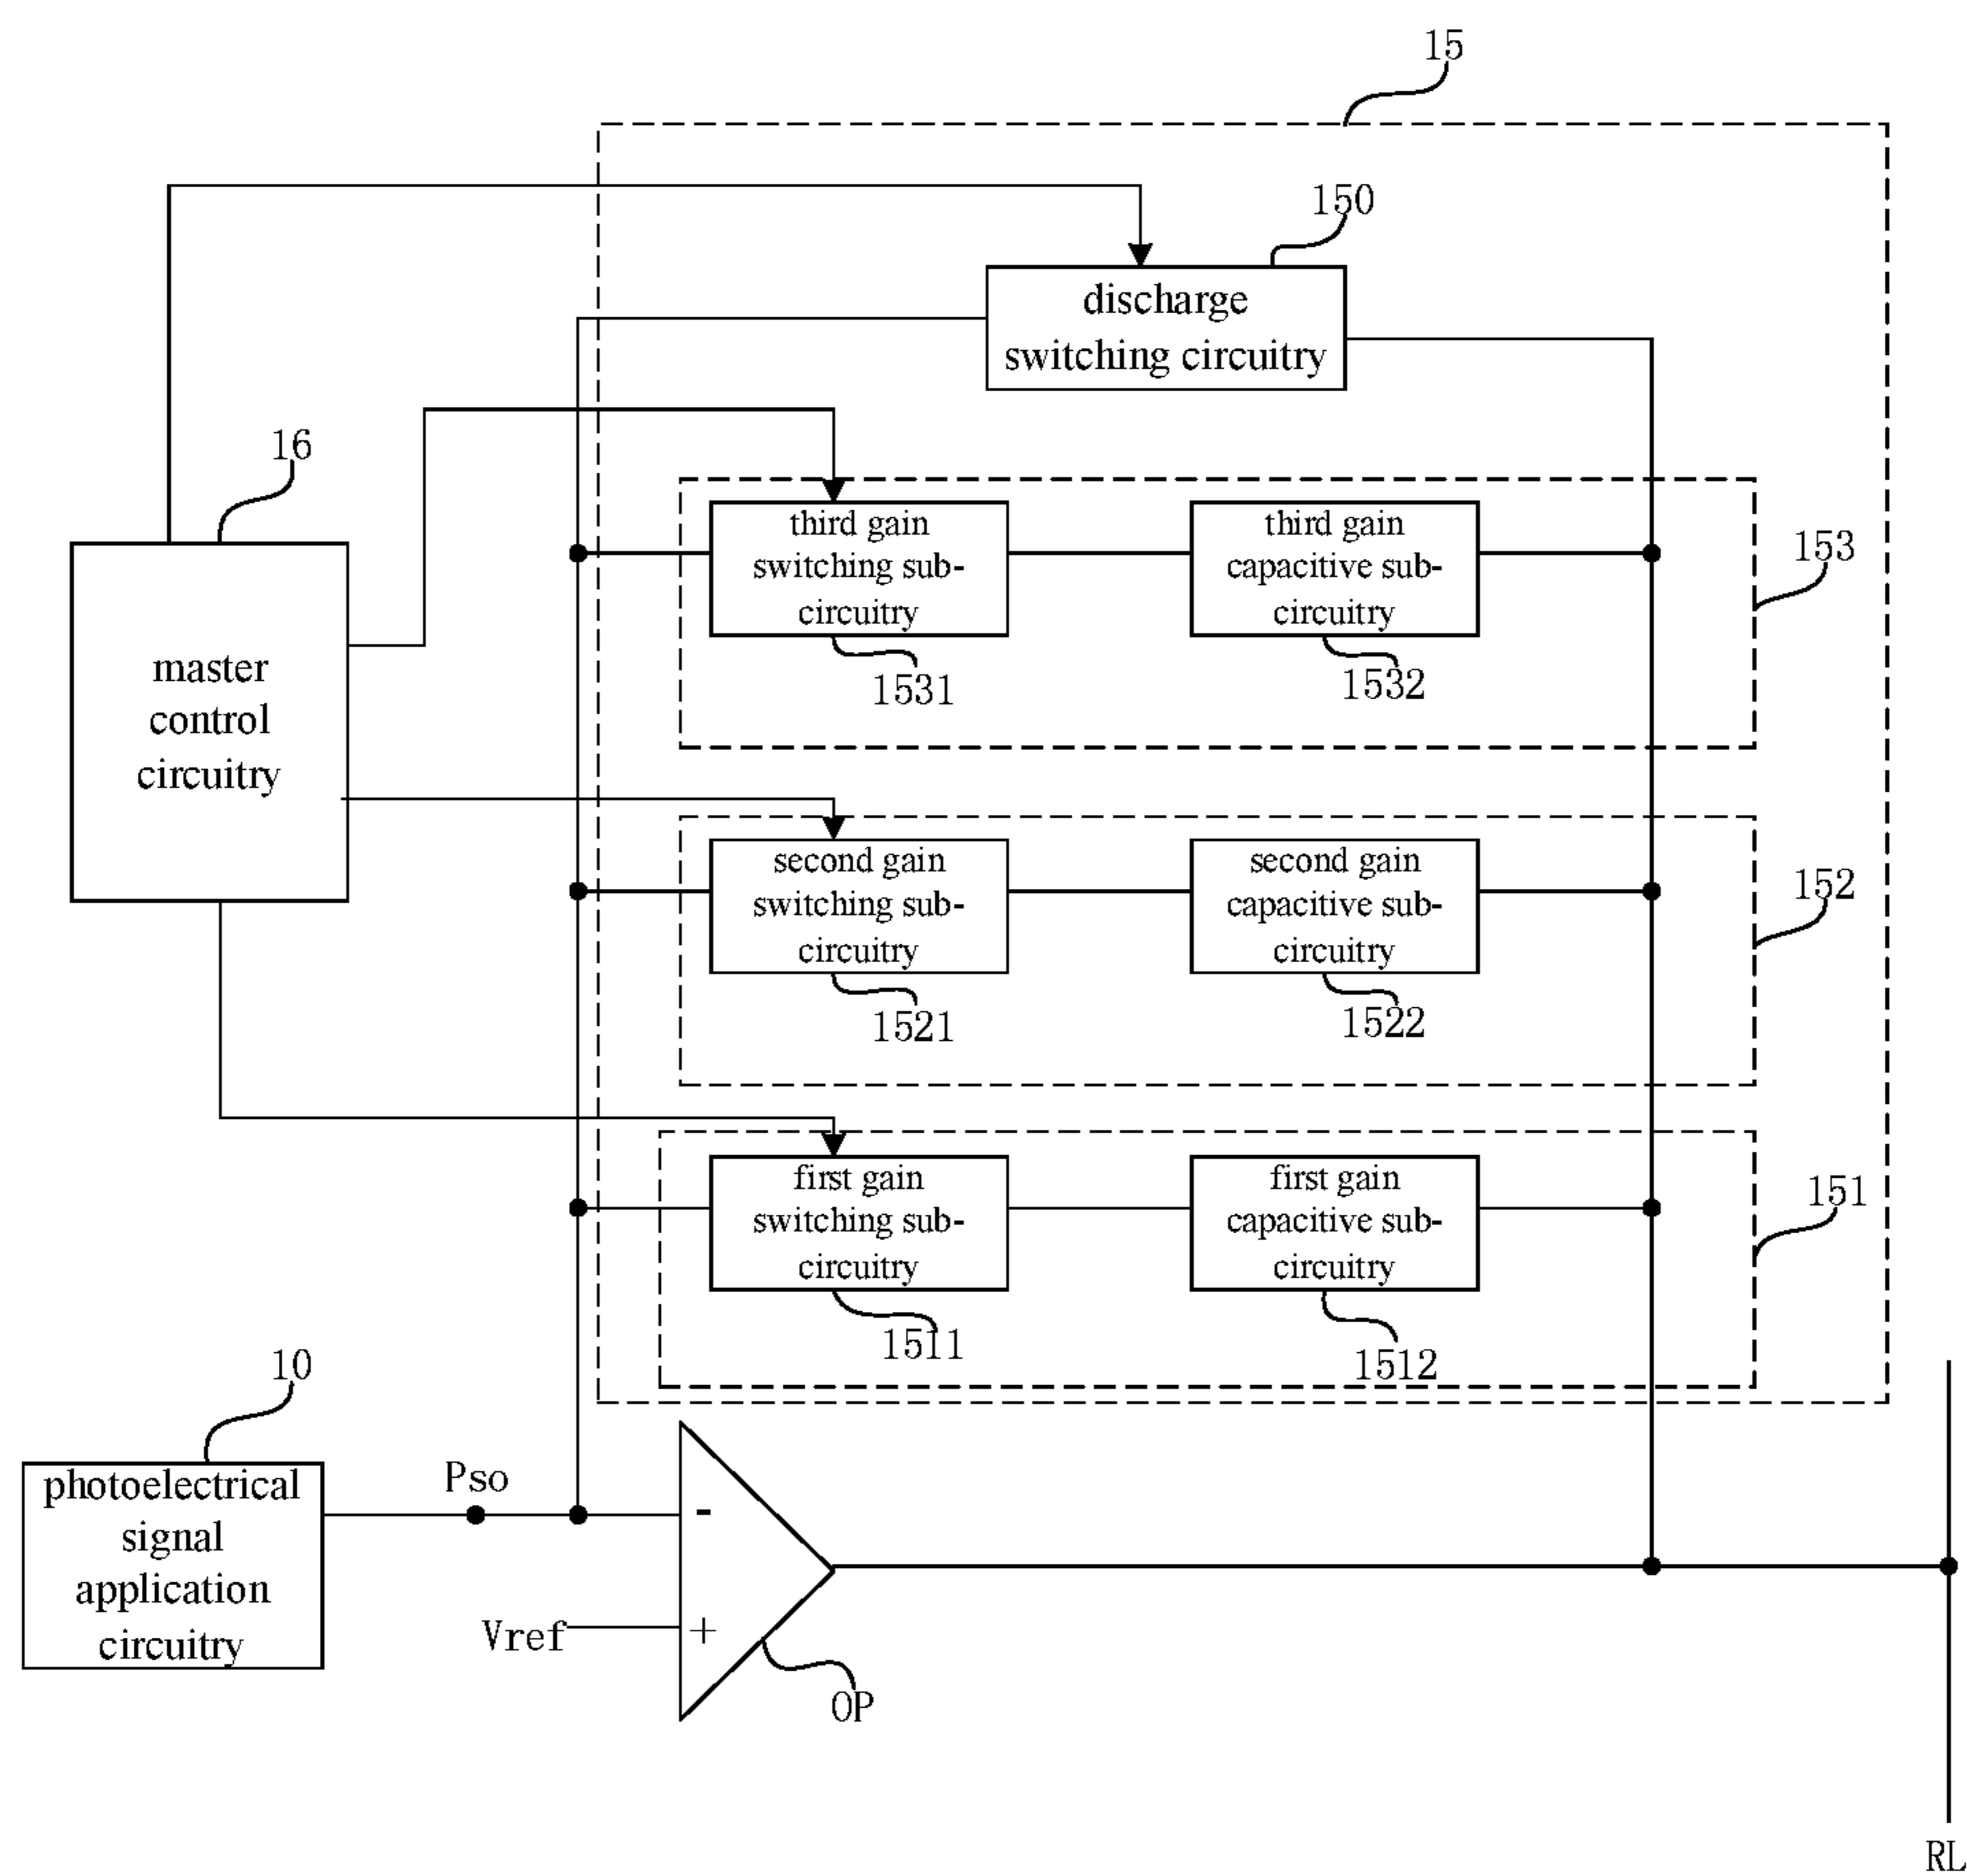 15
150
discharge
switching circuitry
16
third gain
switching sub-
circuitry
third gain
capacitive sub-
circuitry
153
1531
1532
master
control
circuitry
second gain
switching sub-
circuitry
second gain
capacitive sub-
circuitry
152
1521
1522
first gain
switching sub-
circuitry
first gain
capacitive sub-
circuitry
151
1511
1512
10
photoelectrical
signal
application
circuitry
Pso
-
Vref
+
OP
RL